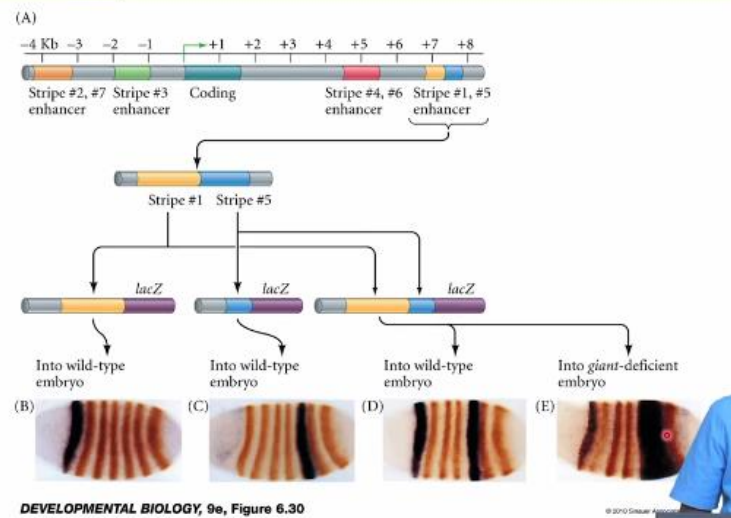 (A)
−4 Kb −3 −2 −1 +1 +2 +3 +4 +5 +6 +7 +8
Stripe #2, #7 enhancer
Stripe #3 enhancer
Coding
Stripe #4, #6 enhancer
Stripe #1, #5 enhancer
Stripe #1 Stripe #5
lacZ lacZ lacZ
Into wild-type embryo
Into wild-type embryo
Into wild-type embryo
Into giant-deficient embryo
(B) (C) (D) (E)
DEVELOPMENTAL BIOLOGY, 9e, Figure 6.30
© 2010 Sinauer